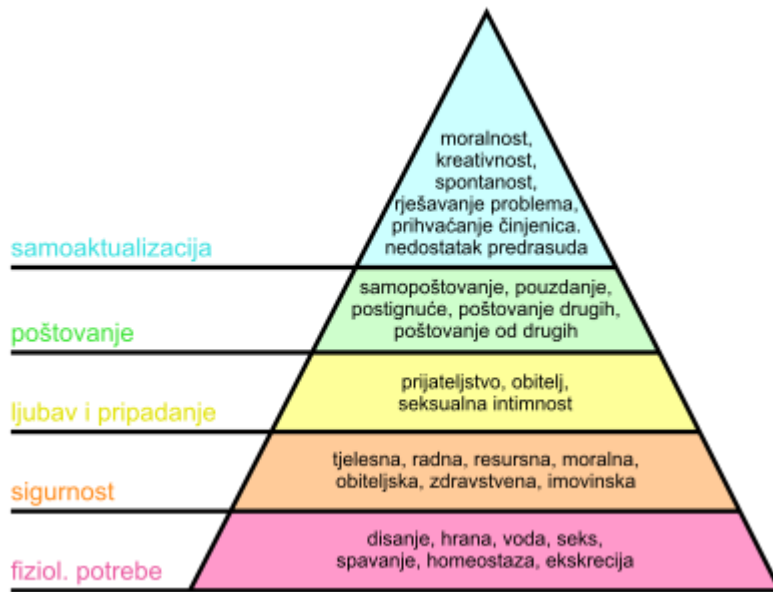 moralnost,
kreativnost,
spontanost,
rješavanje problema,
prihvaćanje činjenica.
nedostatak predrasuda
samoaktualizacija
samopoštovanje, pouzdanje,
postignuće, poštovanje drugih,
poštovanje od drugih
poštovanje
prijateljstvo, obitelj,
seksualna intimnost
ljubav i pripadanje
tjelesna, radna, resursna, moralna,
obiteljska, zdravstvena, imovinska
sigurnost
disanje, hrana, voda, seks,
spavanje, homeostaza, ekskrecija
fiziol. potrebe